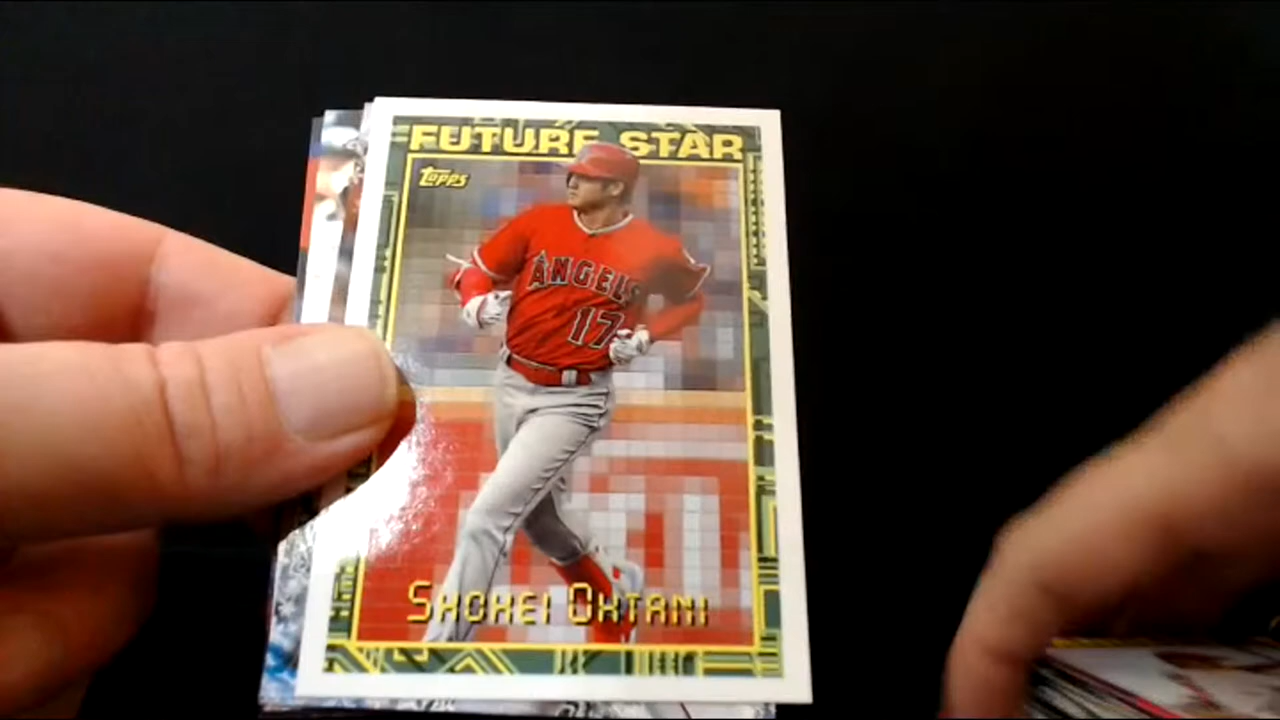 FUTURE STAR
TOPPS
ANGELS
17
SHOHEI OHTANI